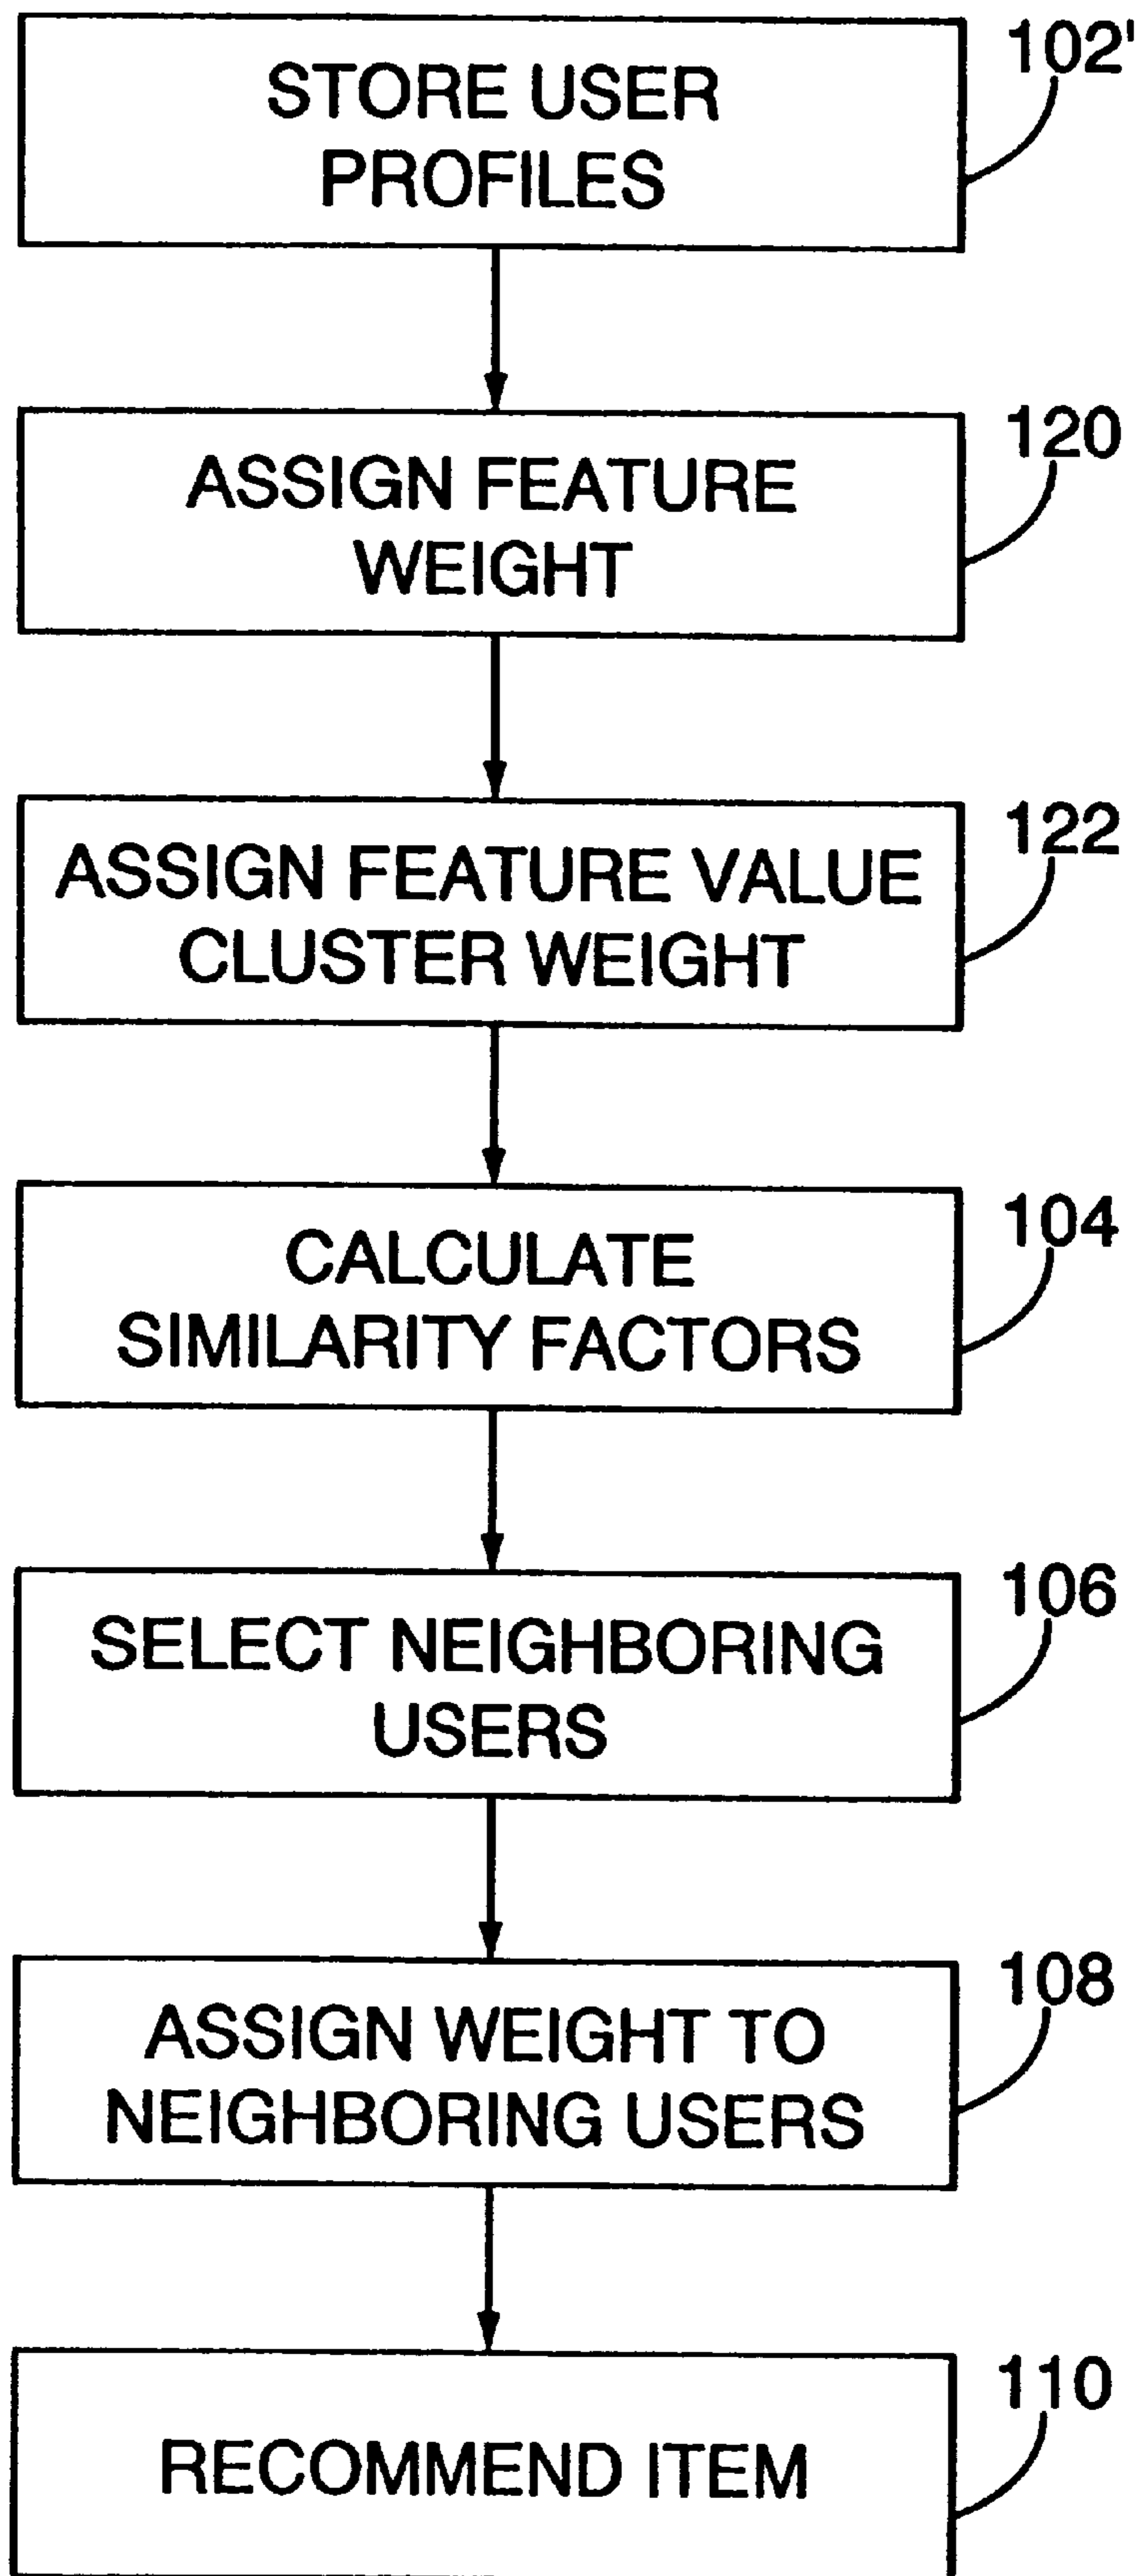 STORE USER
PROFILES
102'
ASSIGN FEATURE
WEIGHT
120
ASSIGN FEATURE VALUE
CLUSTER WEIGHT
122
CALCULATE
SIMILARITY FACTORS
104
SELECT NEIGHBORING
USERS
106
ASSIGN WEIGHT TO
NEIGHBORING USERS
108
RECOMMEND ITEM
110